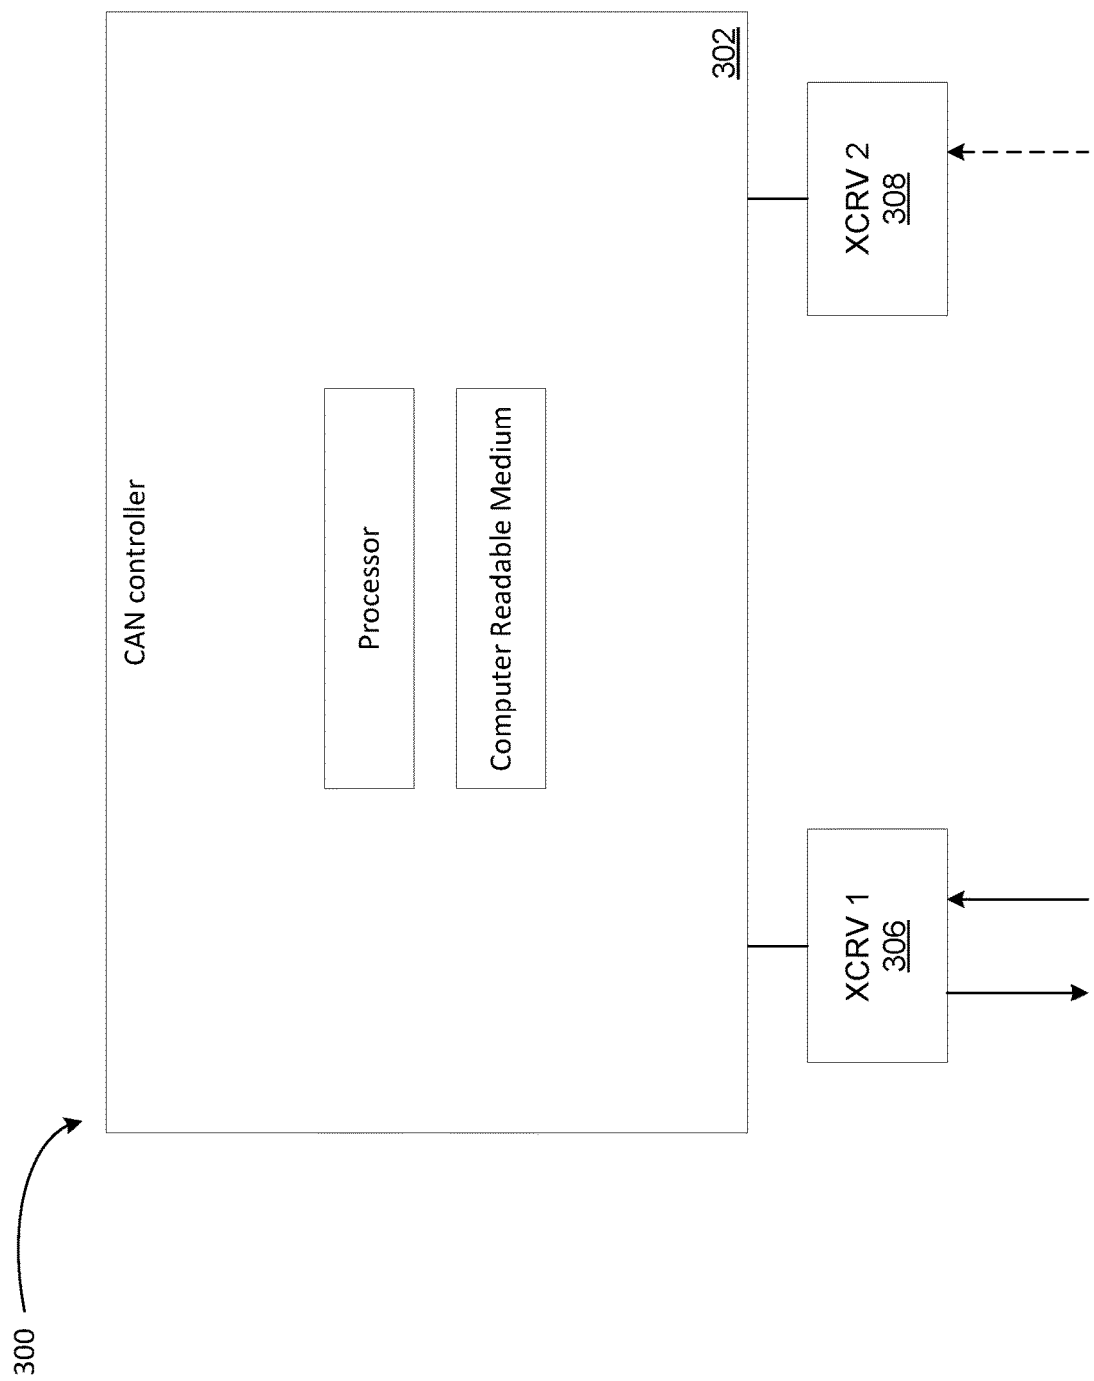 300
CAN controller
302
Processor
Computer Readable Medium
XCRV 1
306
XCRV 2
308